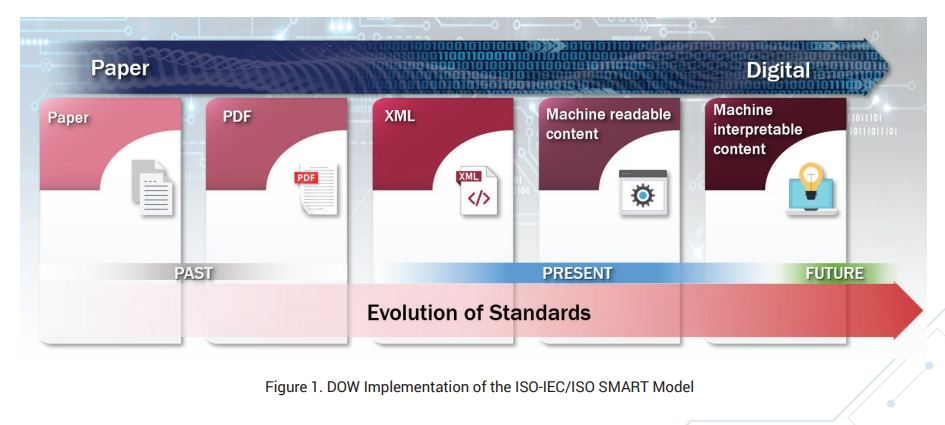 Paper
Digital
Paper
PDF
XML
Machine readable
content
Machine
interpretable
content
PDF
XML
</>
PAST
PRESENT
FUTURE
Evolution of Standards
Figure 1. DOW Implementation of the ISO-IEC/ISO SMART Model